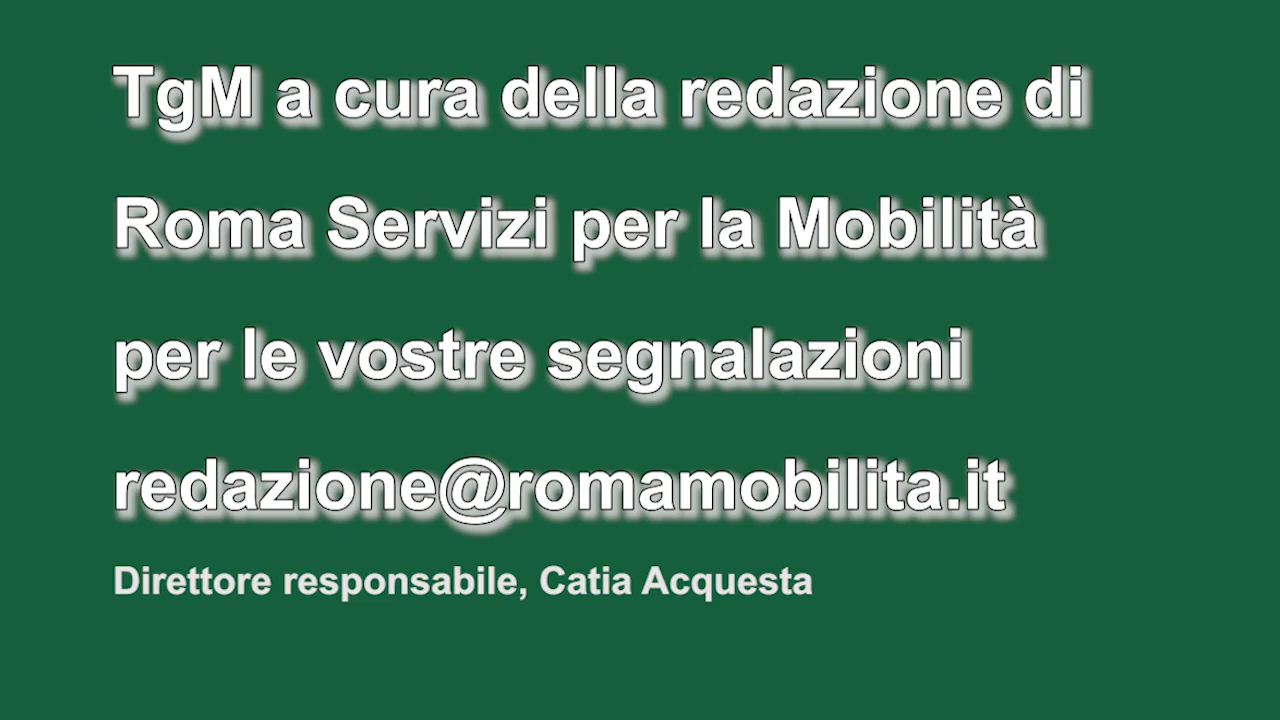 TgM a cura della redazione di
Roma Servizi per la Mobilità
per le vostre segnalazioni
redazione@romamobilita.it
Direttore responsabile, Catia Acquesta